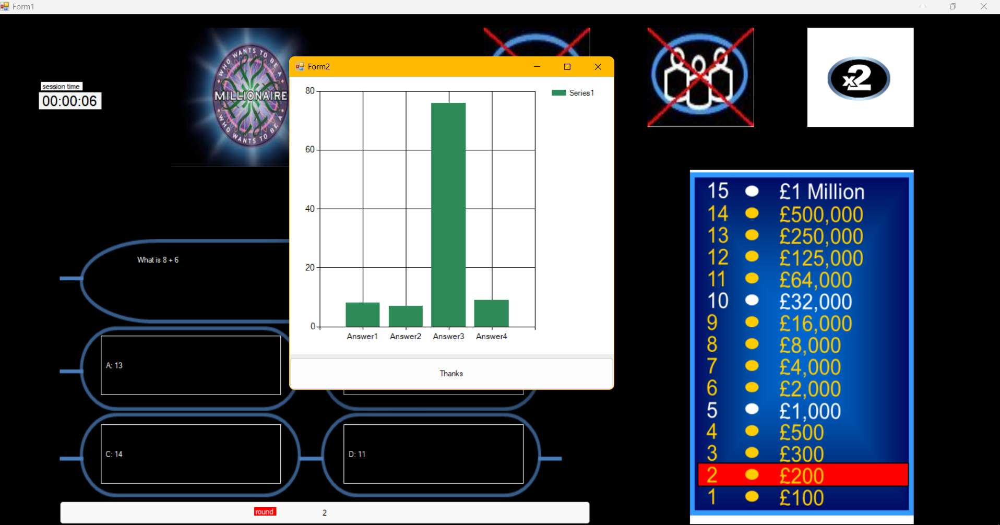 Form1
WHO WANTS TO BE A
MILLIONAIRE
WHO WANTS TO BE A
session time
00:00:06
x2
Form2
Series1
80
60
40
20
0
Answer1 Answer2 Answer3 Answer4
Thanks
What is 8 + 6
A: 13
C: 14
D: 11
round 2
15 £1 Million
14 £500,000
13 £250,000
12 £125,000
11 £64,000
10 £32,000
9 £16,000
8 £8,000
7 £4,000
6 £2,000
5 £1,000
4 £500
3 £300
2 £200
1 £100